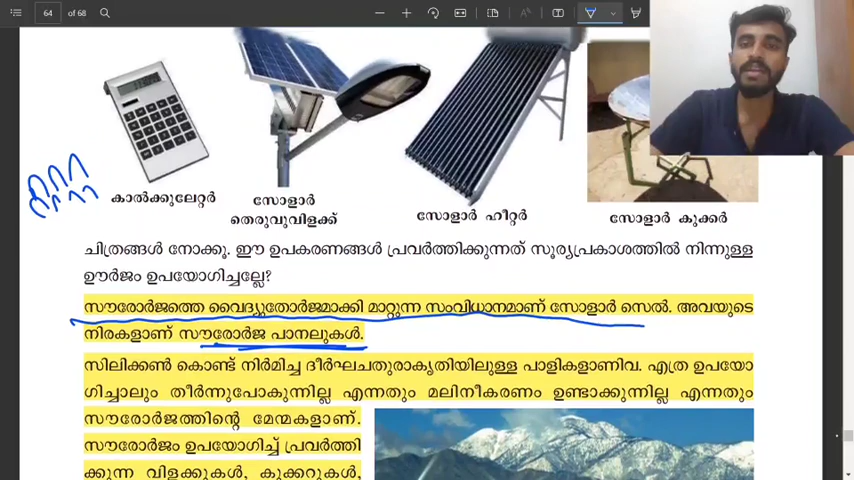 64 of 68
കാൽക്കുലേറ്റർ
സോളാർ
തെരുവുവിളക്ക്
സോളാർ ഹീറ്റർ
സോളാർ കുക്കർ
ചിത്രങ്ങൾ നോക്കൂ. ഈ ഉപകരണങ്ങൾ പ്രവർത്തിക്കുന്നത് സൂര്യപ്രകാശത്തിൽ നിന്നുള്ള
ഊർജം ഉപയോഗിച്ചല്ലേ?
സൗരോർജത്തെ വൈദ്യുതോർജമാക്കി മാറ്റുന്ന സംവിധാനമാണ് സോളാർ സെൽ. അവയുടെ
നിരകളാണ് സൗരോർജ പാനലുകൾ.
സിലിക്കൺ കൊണ്ട് നിർമിച്ച ദീർഘചതുരാകൃതിയിലുള്ള പാളികളാണിവ. എത്ര ഉപയോ
ഗിച്ചാലും തീർന്നുപോകുന്നില്ല എന്നതും മലിനീകരണം ഉണ്ടാക്കുന്നില്ല എന്നതും
സൗരോർജത്തിന്റെ മേന്മകളാണ്.
സൗരോർജം ഉപയോഗിച്ച് പ്രവർത്തി
ക്കുന്ന വിളക്കുകൾ, കുക്കറുകൾ,